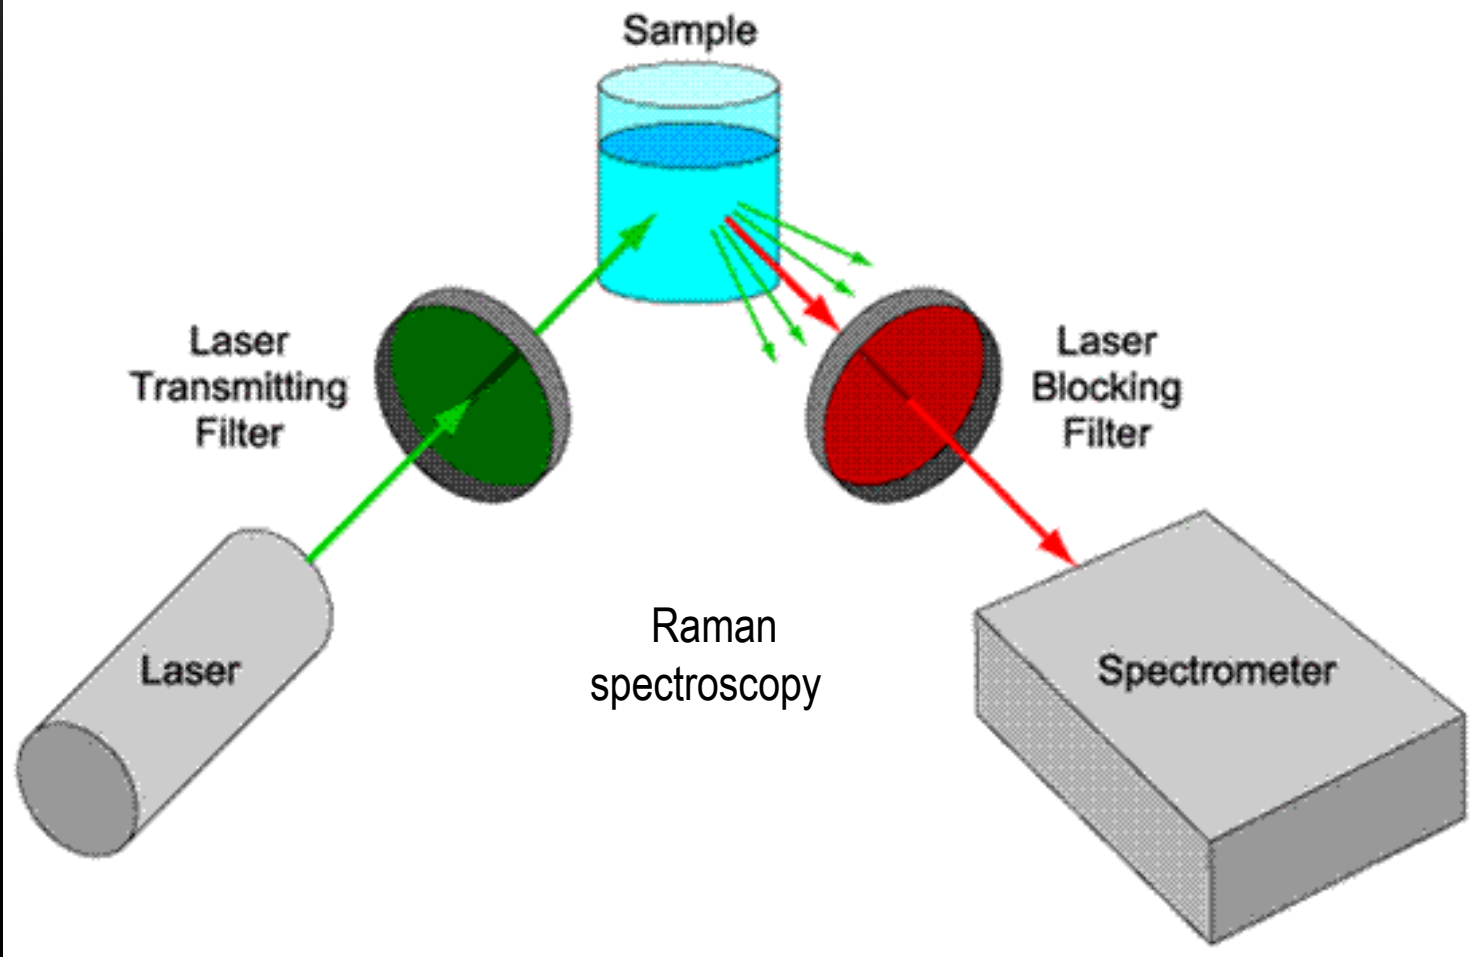 Sample
Laser
Transmitting
Filter
Laser
Blocking
Filter
Raman
spectroscopy
Laser
Spectrometer